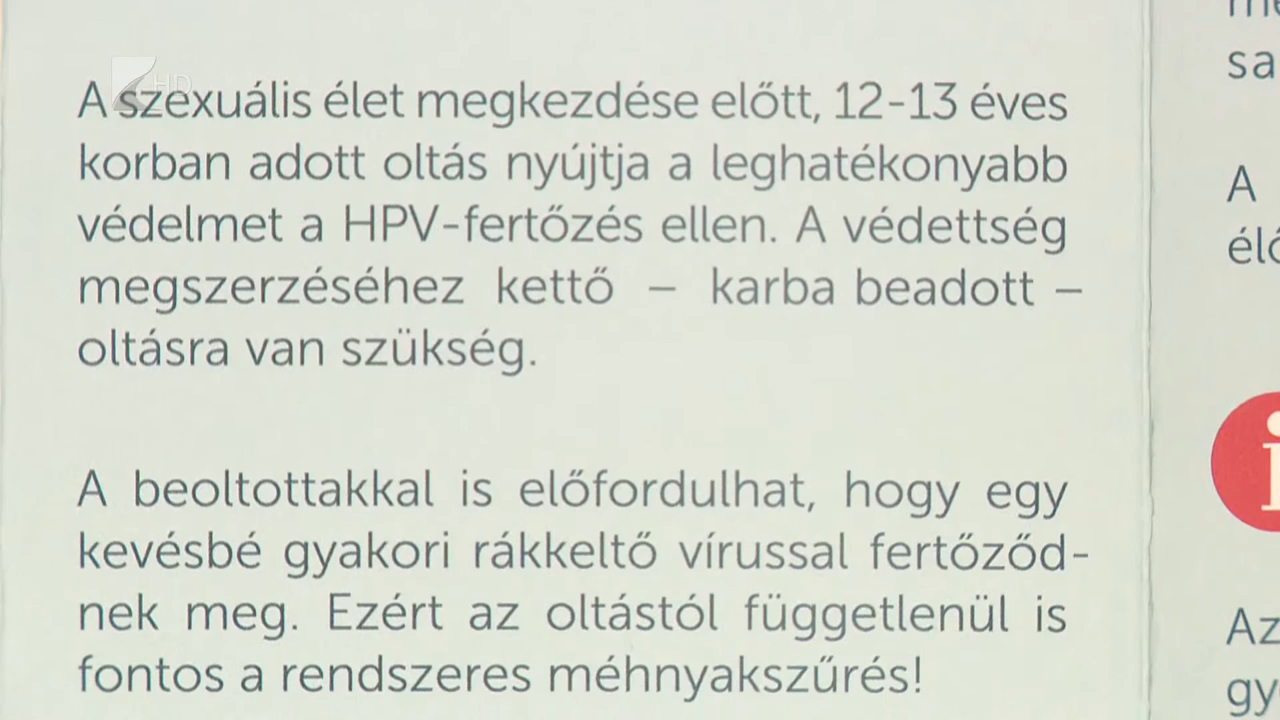 HD
A szexuális élet megkezdése előtt, 12-13 éves
korban adott oltás nyújtja a leghatékonyabb
védelmet a HPV-fertőzés ellen. A védettség
megszerzéséhez kettő – karba beadott –
oltásra van szükség.
A beoltottakkal is előfordulhat, hogy egy
kevésbé gyakori rákkeltő vírussal fertőződ-
nek meg. Ezért az oltástól függetlenül is
fontos a rendszeres méhnyakszűrés!
sa
A
i
Az